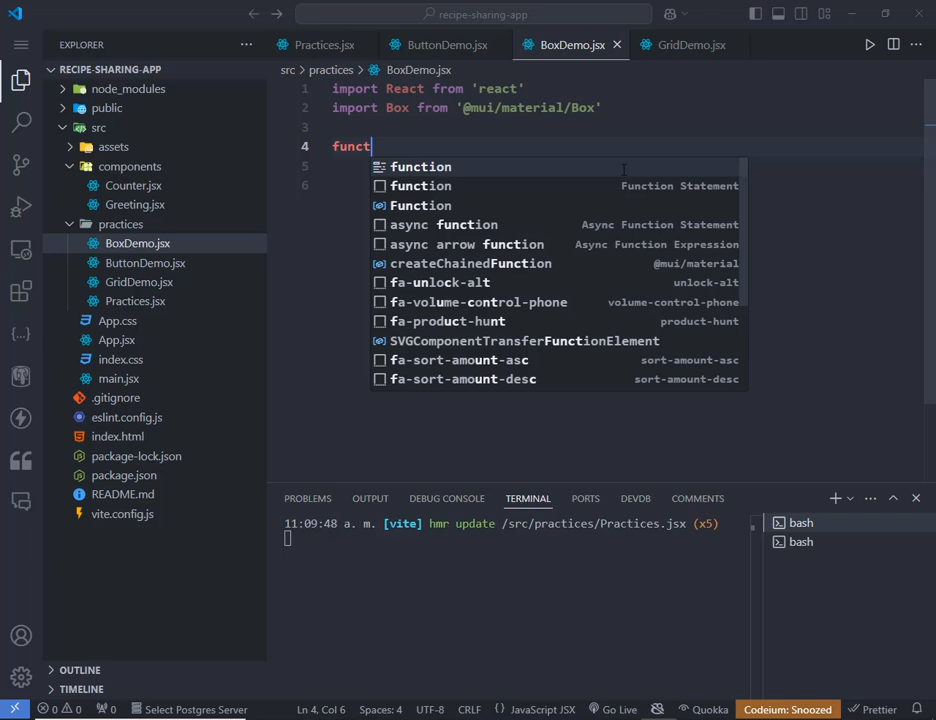 recipe-sharing-app
EXPLORER
Practices.jsx
ButtonDemo.jsx
BoxDemo.jsx
GridDemo.jsx
RECIPE-SHARING-APP
node_modules
public
src
assets
components
Counter.jsx
Greeting.jsx
practices
BoxDemo.jsx
ButtonDemo.jsx
GridDemo.jsx
Practices.jsx
App.css
App.jsx
index.css
main.jsx
.gitignore
eslint.config.js
index.html
package-lock.json
package.json
README.md
vite.config.js
OUTLINE
TIMELINE
src > practices > BoxDemo.jsx
1 import React from 'react'
2 import Box from '@mui/material/Box'
3
4 funct
5
6
function
function Function Statement
Function
async function Async Function Statement
async arrow function Async Function Expression
createChainedFunction @mui/material
fa-unlock-alt unlock-alt
fa-volume-control-phone volume-control-phone
fa-product-hunt product-hunt
SVGComponentTransferFunctionElement
fa-sort-amount-asc sort-amount-asc
fa-sort-amount-desc sort-amount-desc
PROBLEMS OUTPUT DEBUG CONSOLE TERMINAL PORTS DEVDB COMMENTS
11:09:48 a. m. [vite] hmr update /src/practices/Practices.jsx (x5)
bash
bash
0 0 0 Select Postgres Server Ln 4, Col 6 Spaces: 4 UTF-8 CRLF {} JavaScript JSX Go Live Quokka Codeium: Snoozed Prettier